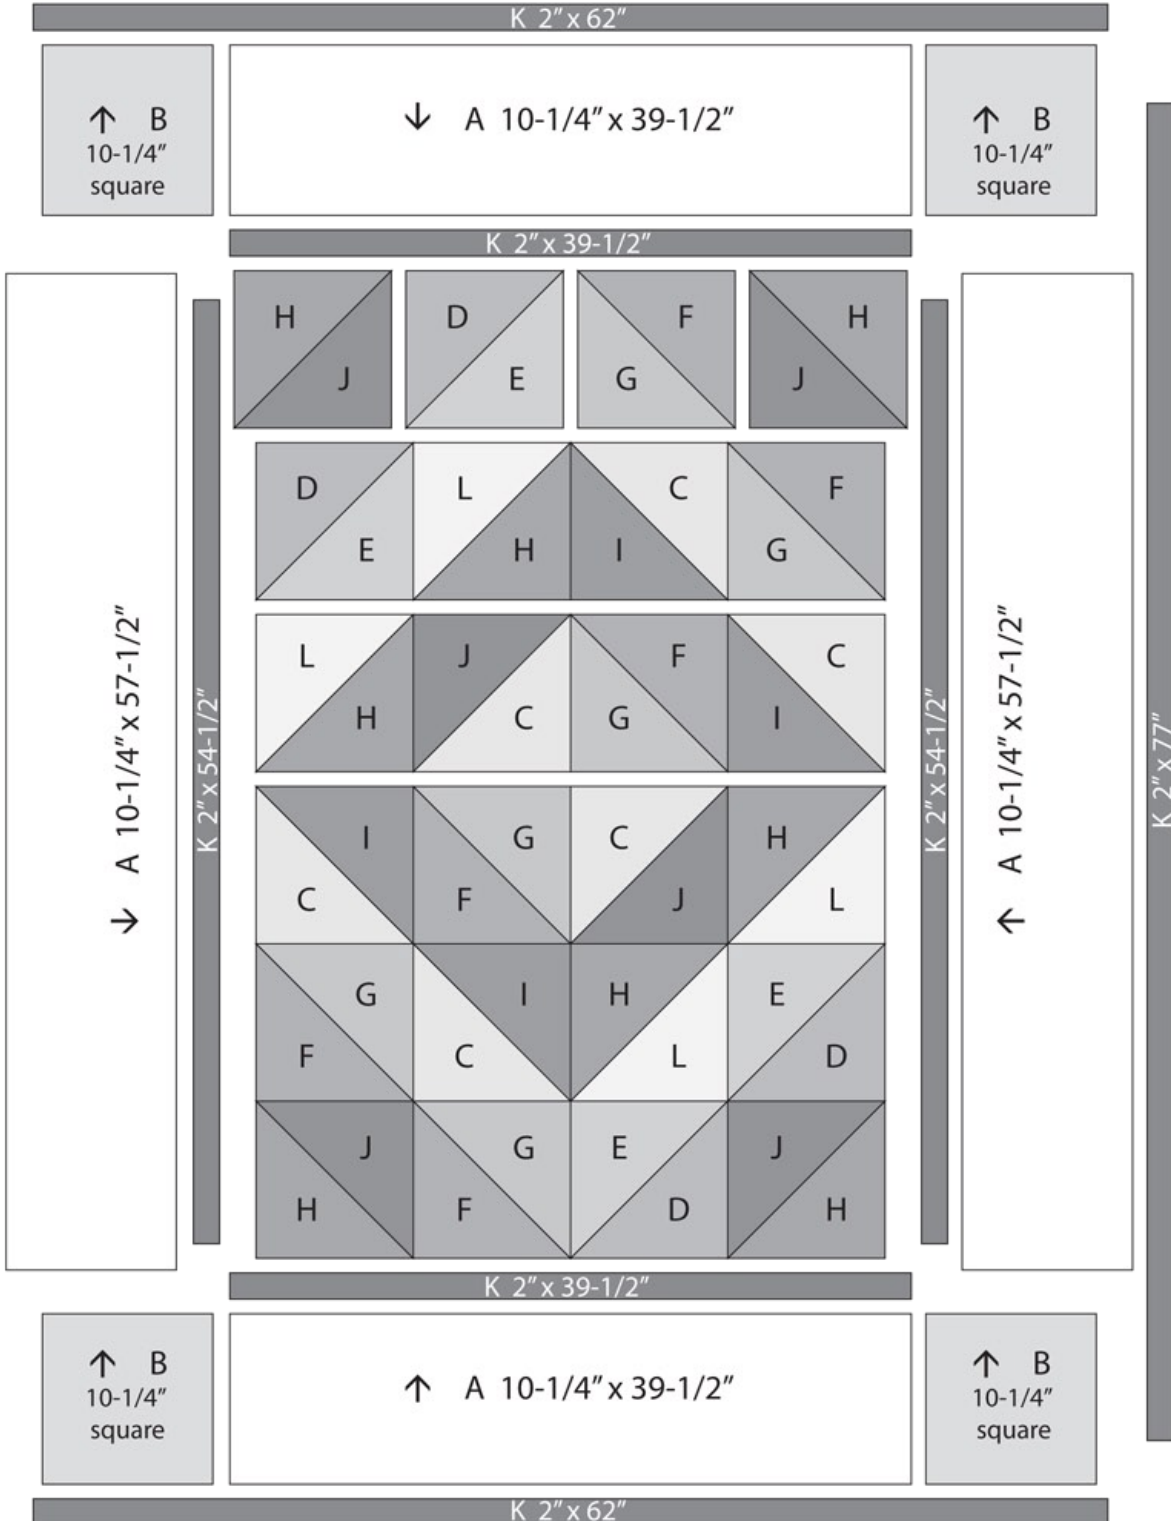 K 2" x 62"
↑ B
10-1/4"
square
↓ A 10-1/4" x 39-1/2"
↑ B
10-1/4"
square
K 2" x 39-1/2"
H D F H
J E G J
D L C F
E H I G
L J F C
H C G I
→ A 10-1/4" x 57-1/2"
K 2" x 54-1/2"
K 2" x 54-1/2"
← A 10-1/4" x 57-1/2"
K 2" x 77"
I G C H
C F J L
G I H E
F C L D
J G E J
H F D H
K 2" x 39-1/2"
↑ B
10-1/4"
square
↑ A 10-1/4" x 39-1/2"
↑ B
10-1/4"
square
K 2" x 62"